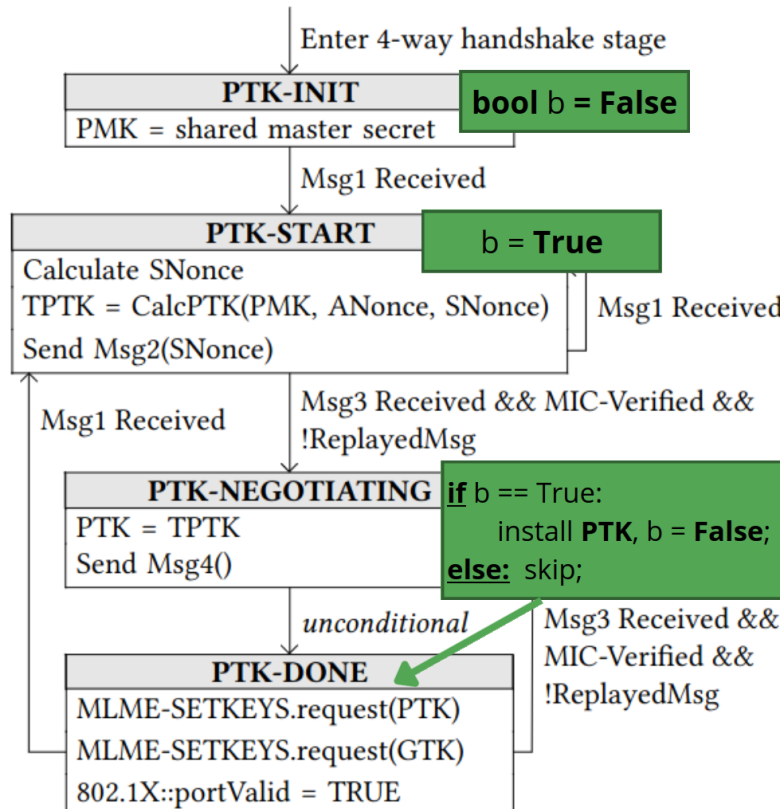 Enter 4-way handshake stage
PTK-INIT
bool b = False
PMK = shared master secret
Msg1 Received
PTK-START
b = True
Calculate SNonce
TPTK = CalcPTK(PMK, ANonce, SNonce)
Msg1 Received
Send Msg2(SNonce)
Msg1 Received
Msg3 Received && MIC-Verified &&
!ReplayedMsg
PTK-NEGOTIATING
if b == True:
install PTK, b = False;
else: skip;
PTK = TPTK
Send Msg4()
unconditional
Msg3 Received &&
MIC-Verified &&
!ReplayedMsg
PTK-DONE
MLME-SETKEYS.request(PTK)
MLME-SETKEYS.request(GTK)
802.1X::portValid = TRUE